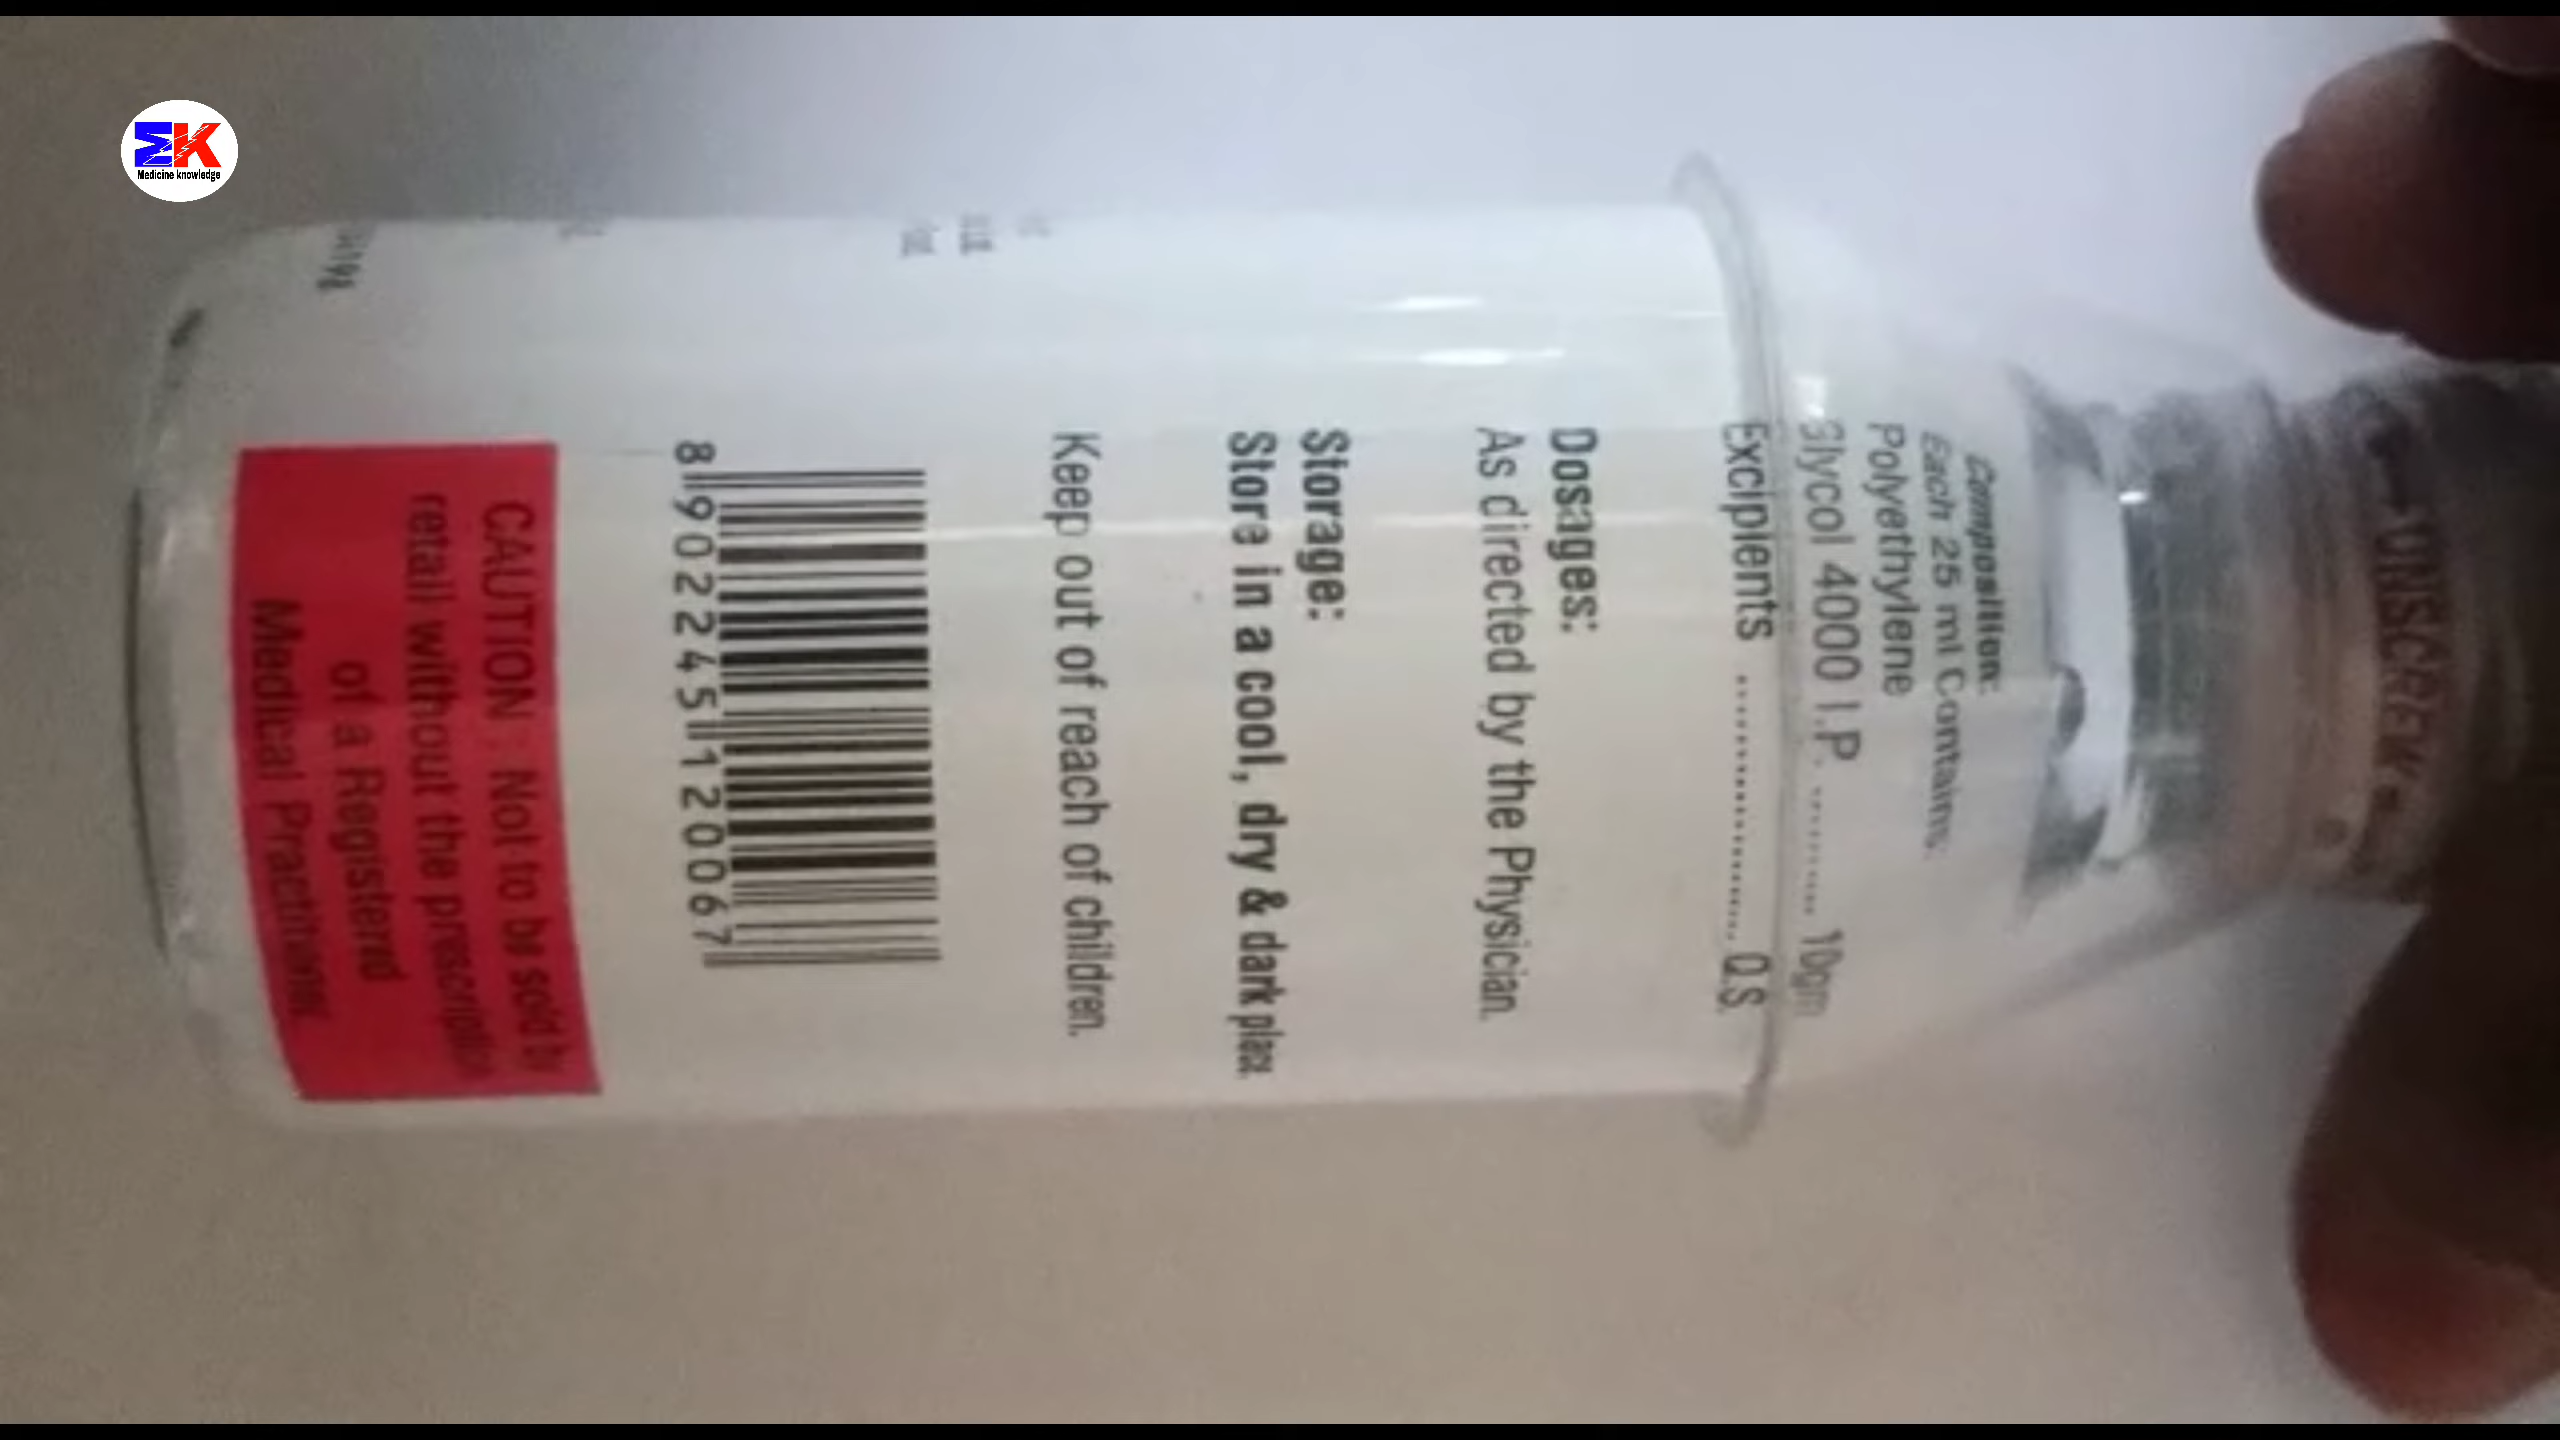 EK
Medicine knowledge
UNSCREW
Composition:
Each 25 ml Contains:
Polyethylene
Glycol 4000 I.P. .......... 10gm
Excipients ...................... Q.S.
Dosages:
As directed by the Physician.
Storage:
Store in a cool, dry & dark place.
Keep out of reach of children.
8 902245 120067
CAUTION : Not to be sold by
retail without the prescription
of a Registered
Medical Practitioner.